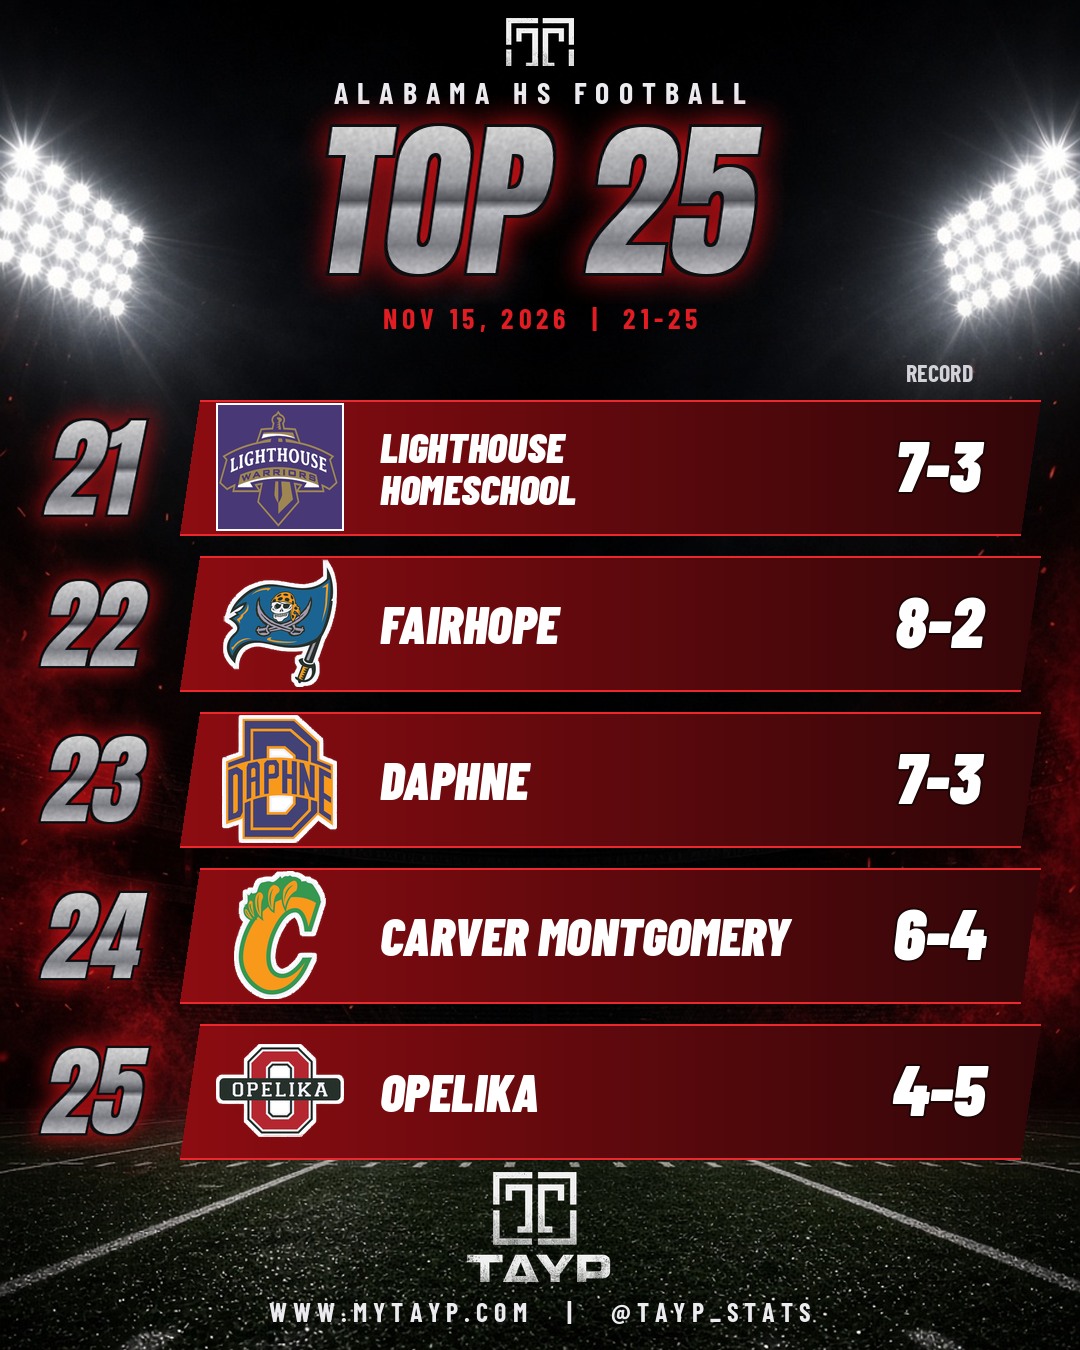 ALABAMA HS FOOTBALL
TOP 25
NOV 15, 2026 | 21-25
RECORD
21
LIGHTHOUSE
WARRIORS
LIGHTHOUSE
HOMESCHOOL
7-3
22
FAIRHOPE
8-2
23
DAPHNE
DAPHNE
7-3
24
C
CARVER MONTGOMERY
6-4
25
OPELIKA
OPELIKA
4-5
TAYP
WWW.MYTAYP.COM | @TAYP_STATS